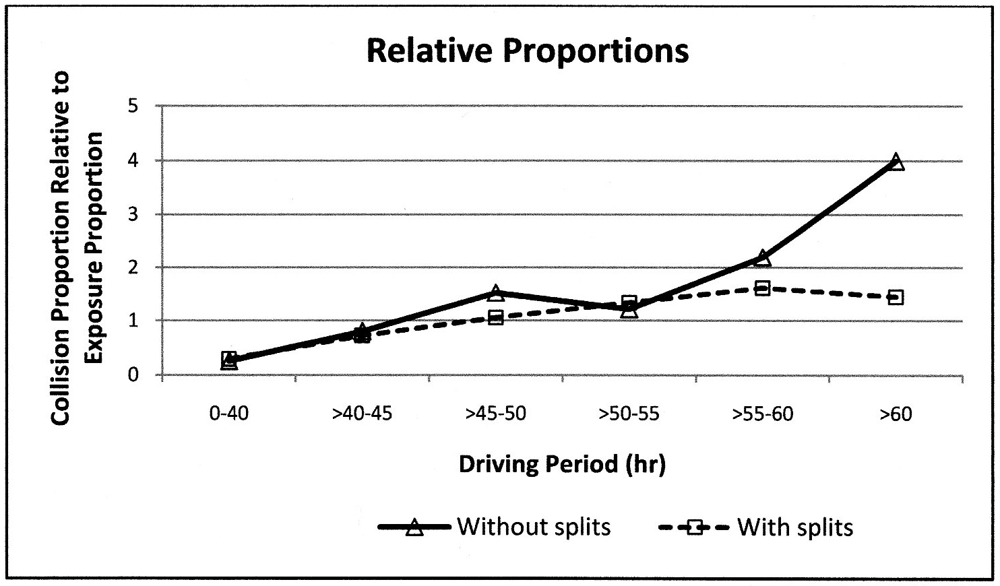 Relative Proportions
Collision Proportion Relative to
Exposure Proportion
5
4
3
2
1
0
0-40 >40-45 >45-50 >50-55 >55-60 >60
Driving Period (hr)
Without splits With splits